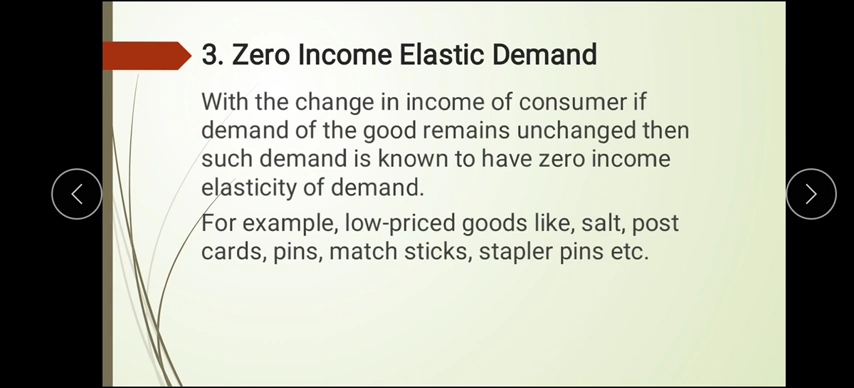 3. Zero Income Elastic Demand
With the change in income of consumer if
demand of the good remains unchanged then
such demand is known to have zero income
elasticity of demand.
For example, low-priced goods like, salt, post
cards, pins, match sticks, stapler pins etc.